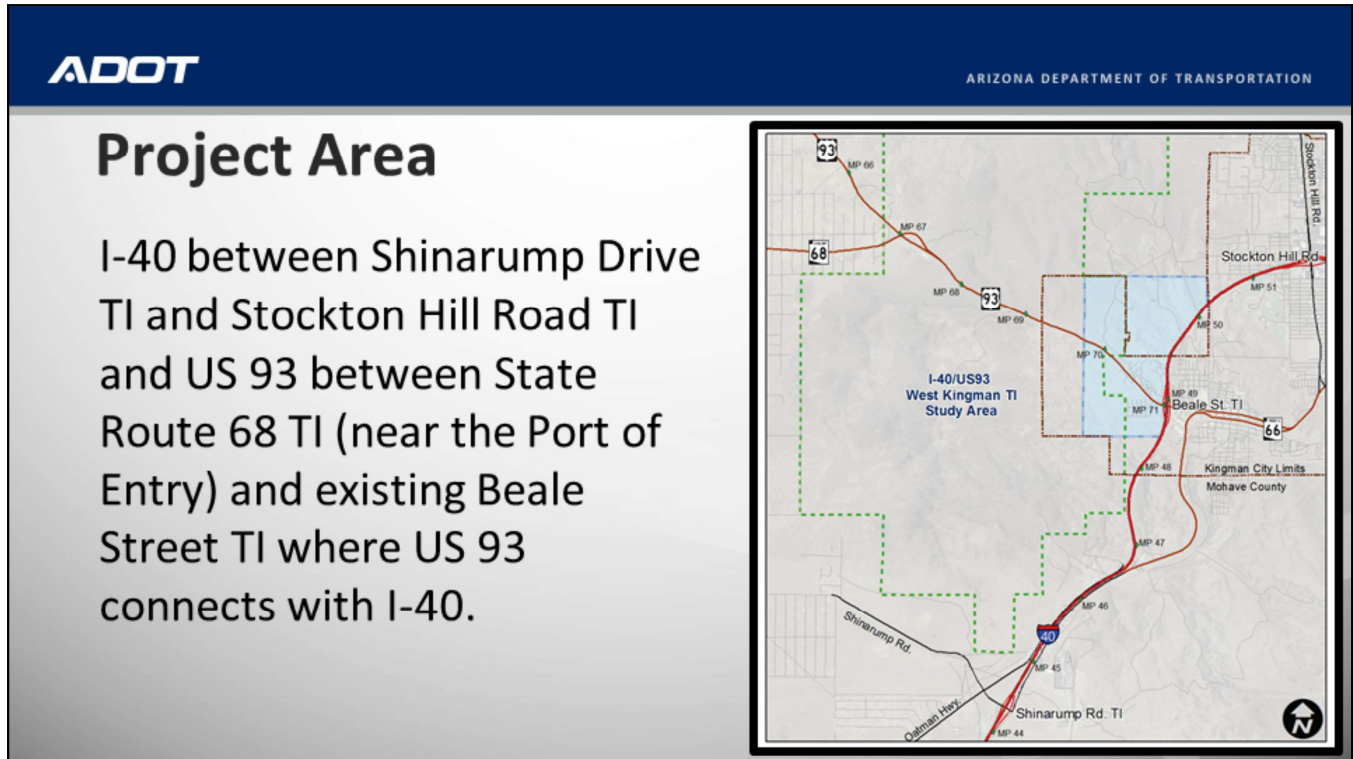 ADOT
ARIZONA DEPARTMENT OF TRANSPORTATION
Project Area
I-40 between Shinarump Drive
TI and Stockton Hill Road TI
and US 93 between State
Route 68 TI (near the Port of
Entry) and existing Beale
Street TI where US 93
connects with I-40.
93
MP 66
Stockton Hill Rd.
MP 67
68
Stockton Hill Rd
MP 51
MP 68
93
MP 69
MP 50
MP 70
I-40/US93
West Kingman TI
Study Area
MP 49
MP 71
Beale St. TI
66
MP 48
Kingman City Limits
Mohave County
MP 47
MP 46
Shinarump Rd.
40
MP 45
Oatman Hwy.
Shinarump Rd. TI
MP 44
N